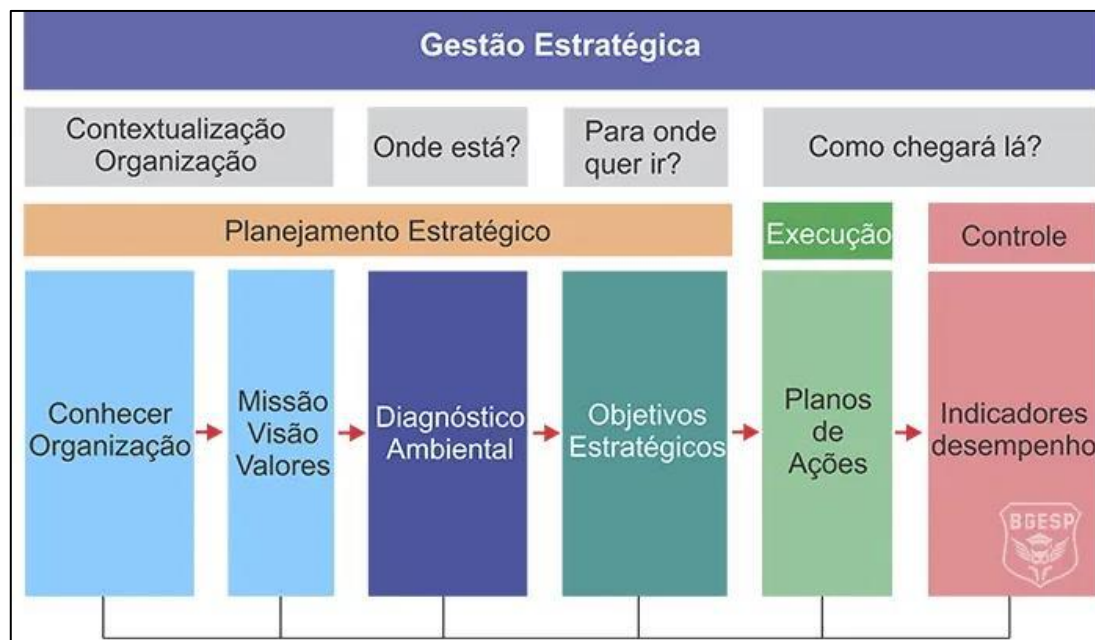 Gestão Estratégica
Contextualização
Organização
Onde está?
Para onde
quer ir?
Como chegará lá?
Planejamento Estratégico
Execução
Controle
Conhecer
Organização
Missão
Visão
Valores
Diagnóstico
Ambiental
Objetivos
Estratégicos
Planos
de
Ações
Indicadores
desempenho
BGESP